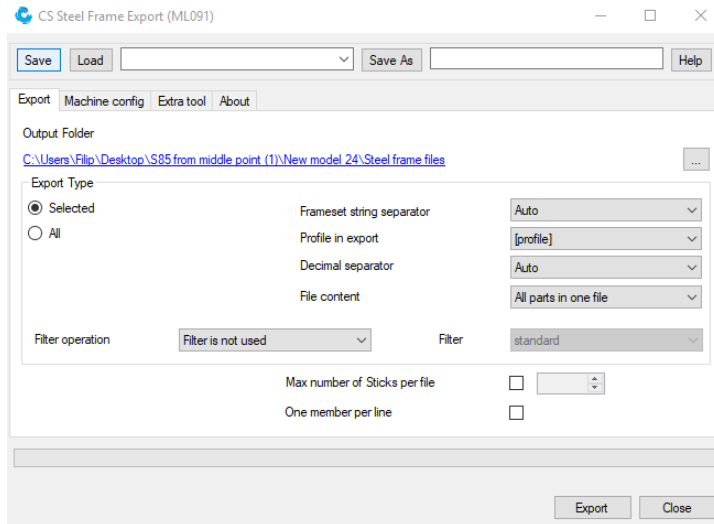 CS Steel Frame Export (ML091)
Save Load Save As Help
Export Machine config Extra tool About
Output Folder
C:\Users\Filip\Desktop\S85 from middle point (1)\New model 24\Steel frame files ...
Export Type
Selected Frameset string separator Auto
All Profile in export [profile]
Decimal separator Auto
File content All parts in one file
Filter operation Filter is not used Filter standard
Max number of Sticks per file
One member per line
Export Close